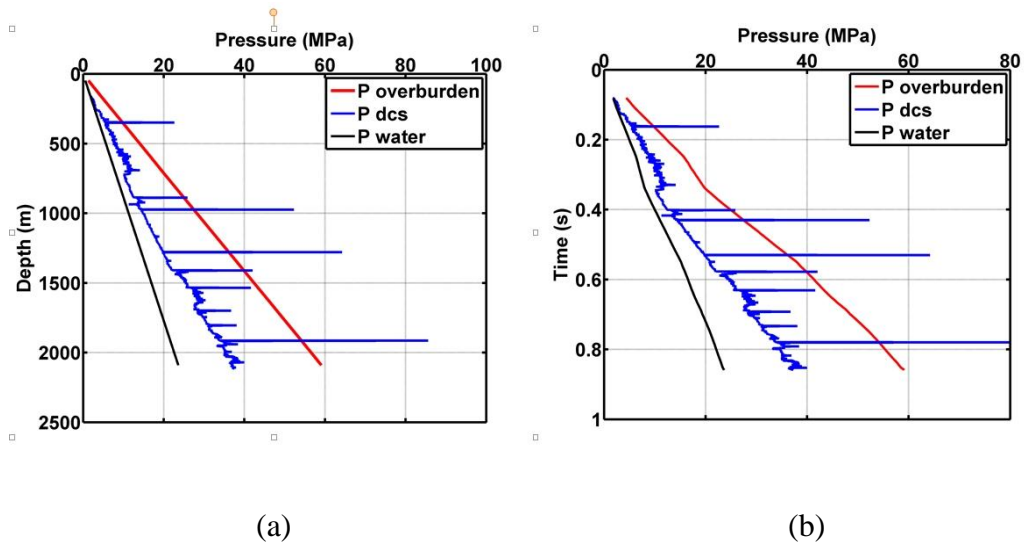 Pressure (MPa)
0 20 40 60 80 100
0
500
1000
1500
2000
2500
Depth (m)
P overburden
P dcs
P water
(a)
Pressure (MPa)
0 20 40 60 80
0
0.2
0.4
0.6
0.8
1
Time (s)
P overburden
P dcs
P water
(b)